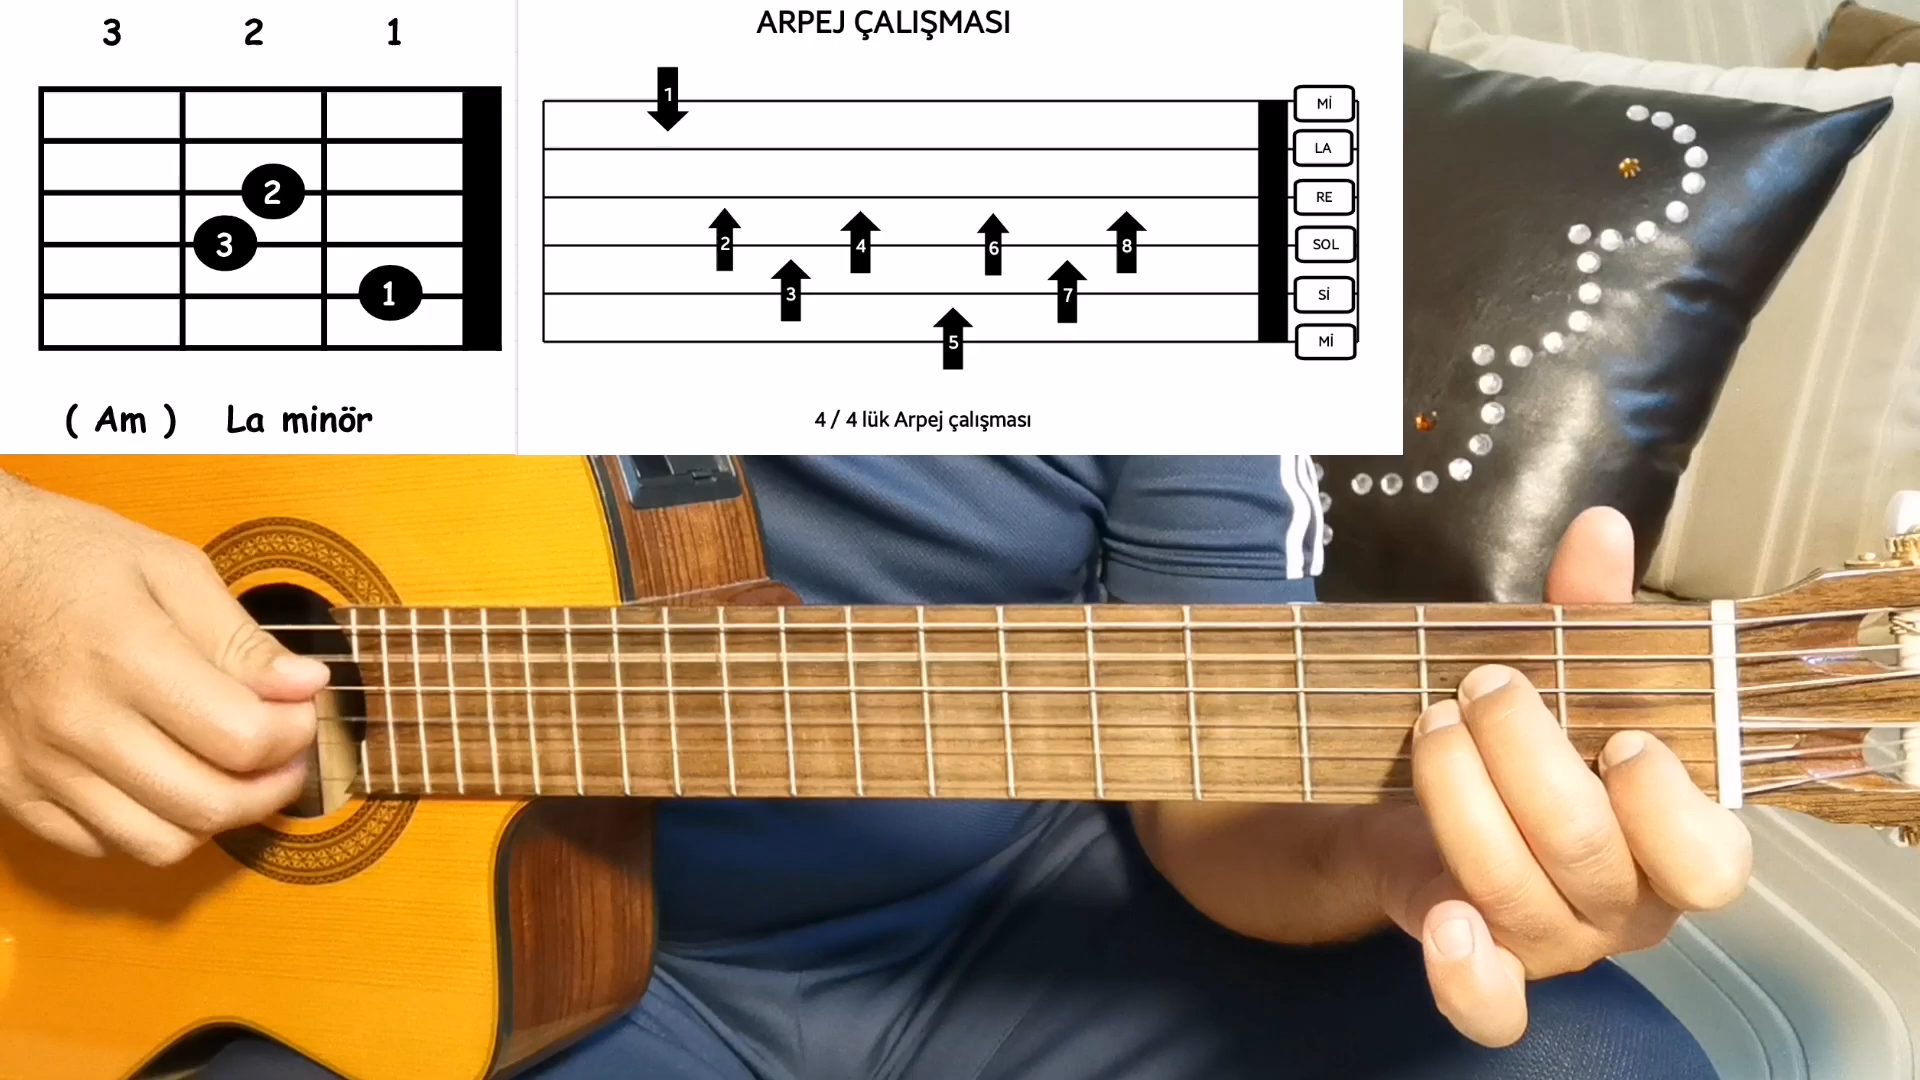 3 2 1
2
3
1
( Am ) La minör
ARPEJ ÇALIŞMASI
1
2
3
4
5
6
7
8
Mİ
LA
RE
SOL
Sİ
Mİ
4 / 4 lük Arpej çalışması